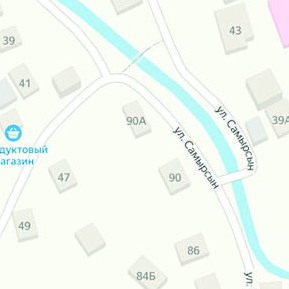 43
39
41
ул. Самырсын
90А
ул. Самырсын
39А
дуктовый
агазин
47
90
49
86
84Б
ул.